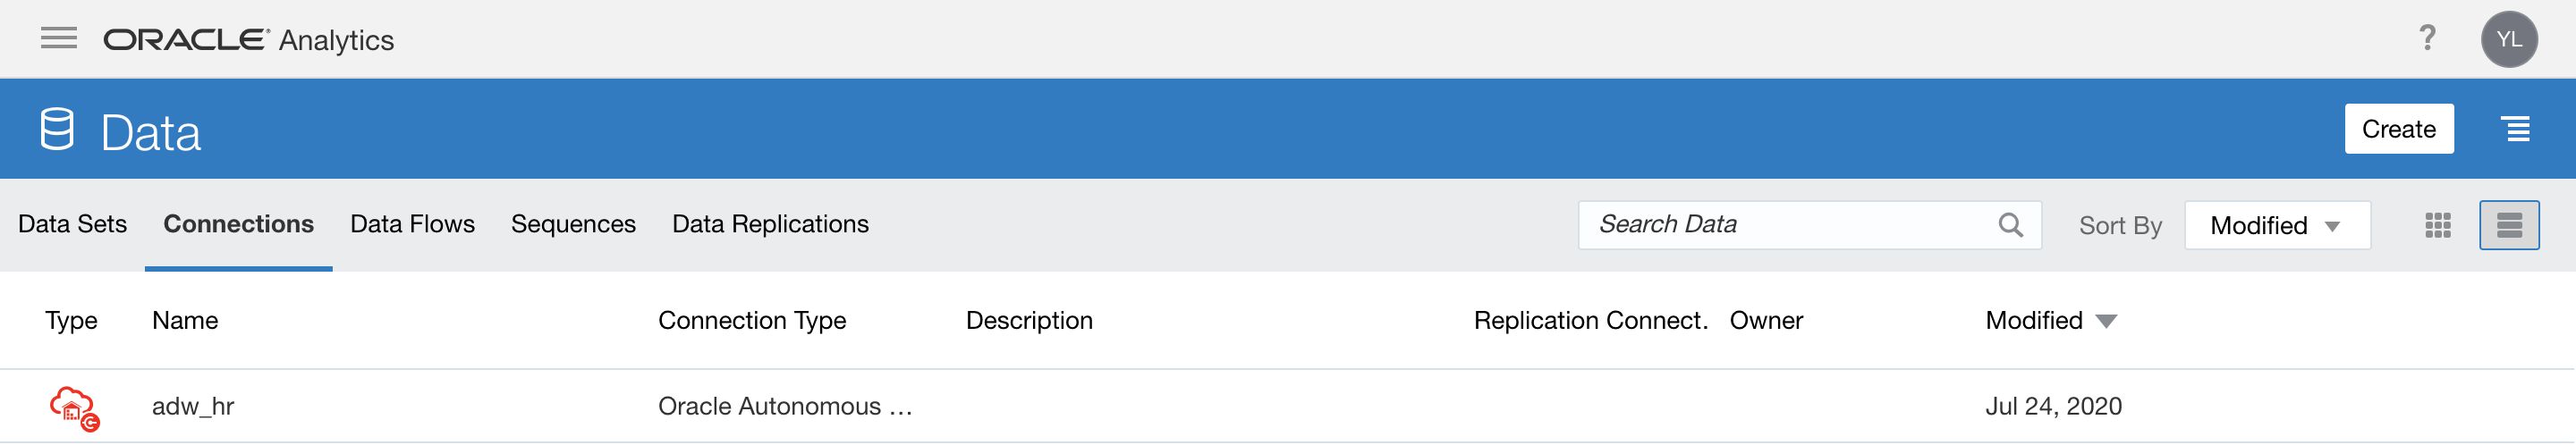 ORACLE® Analytics
? YL
Data
Create
Data Sets Connections Data Flows Sequences Data Replications Search Data Sort By Modified
Type Name Connection Type Description Replication Connect. Owner Modified
adw_hr Oracle Autonomous ... Jul 24, 2020